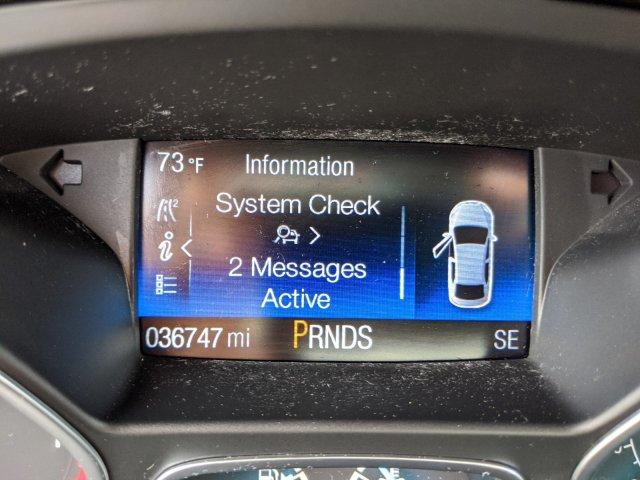 73°F Information
System Check
2 Messages
Active
036747 mi PRNDS SE